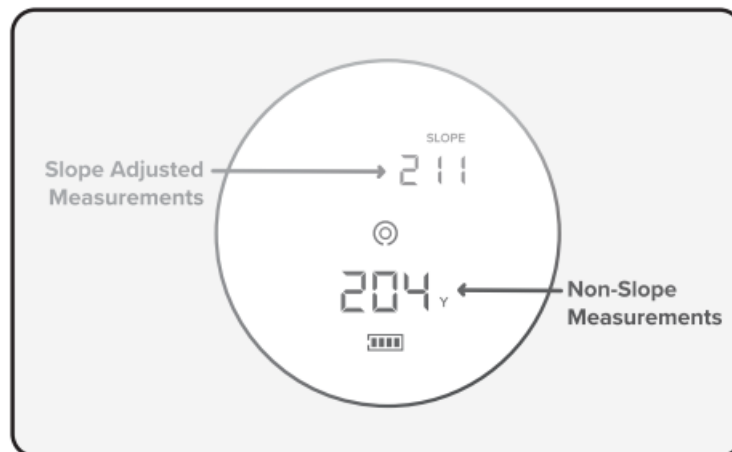 SLOPE
Slope Adjusted
Measurements
211
204 Y
Non-Slope
Measurements